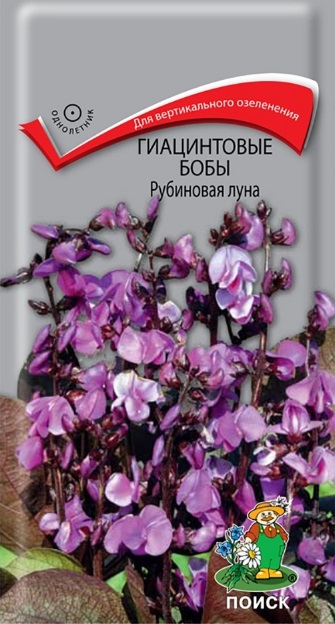 ОДНОЛЕТНИК
Для вертикального озеленения
ГИАЦИНТОВЫЕ
БОБЫ
Рубиновая луна
ПОИСК
®